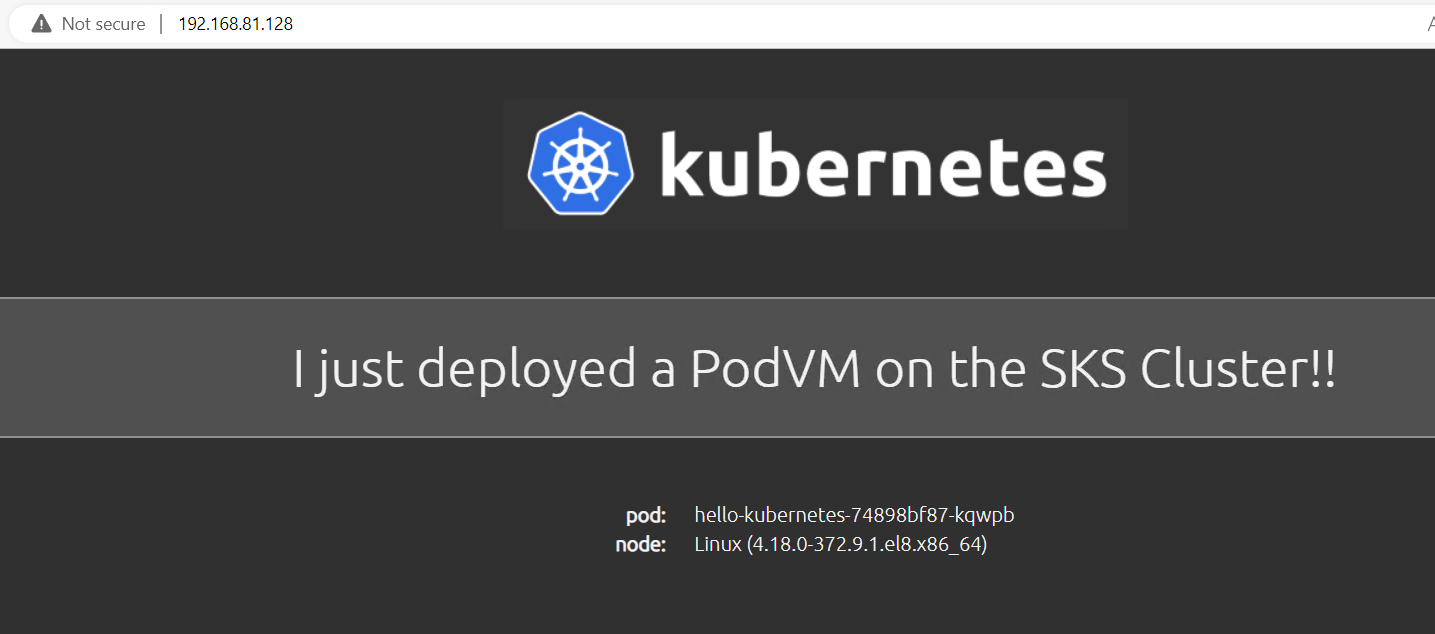 Not secure | 192.168.81.128
kubernetes
I just deployed a PodVM on the SKS Cluster!!
pod: hello-kubernetes-74898bf87-kqwpb
node: Linux (4.18.0-372.9.1.el8.x86_64)